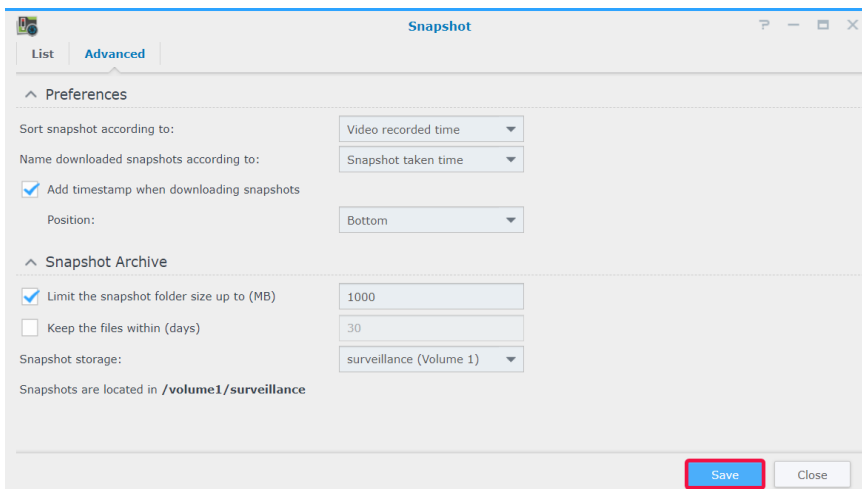 Snapshot
List Advanced
Preferences
Sort snapshot according to: Video recorded time
Name downloaded snapshots according to: Snapshot taken time
Add timestamp when downloading snapshots
Position: Bottom
Snapshot Archive
Limit the snapshot folder size up to (MB) 1000
Keep the files within (days) 30
Snapshot storage: surveillance (Volume 1)
Snapshots are located in /volume1/surveillance
Save Close